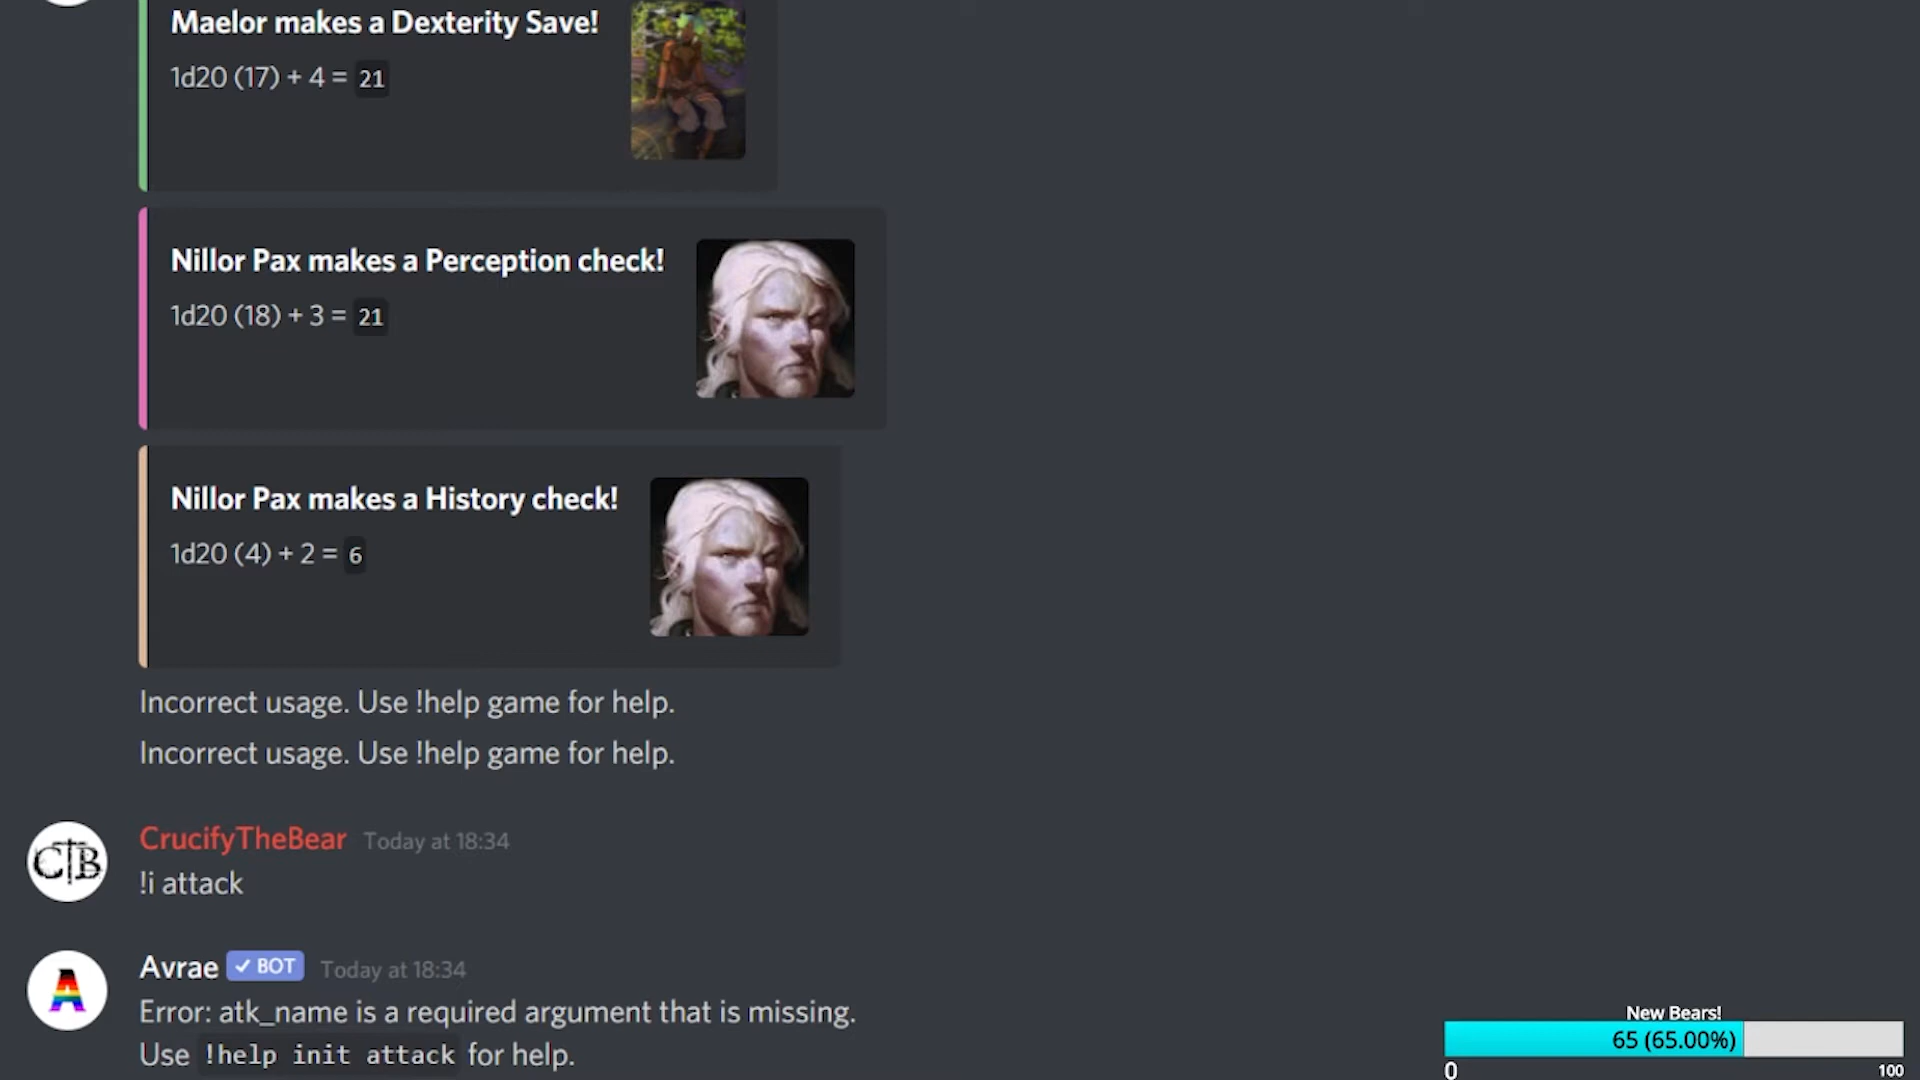 Maelor makes a Dexterity Save!
1d20 (17) + 4 = 21
Nillor Pax makes a Perception check!
1d20 (18) + 3 = 21
Nillor Pax makes a History check!
1d20 (4) + 2 = 6
Incorrect usage. Use !help game for help.
Incorrect usage. Use !help game for help.
CTB
CrucifyTheBear Today at 18:34
!i attack
A
Avrae ✓ BOT Today at 18:34
Error: atk_name is a required argument that is missing.
Use !help init attack for help.
New Bears!
65 (65.00%)
0 100